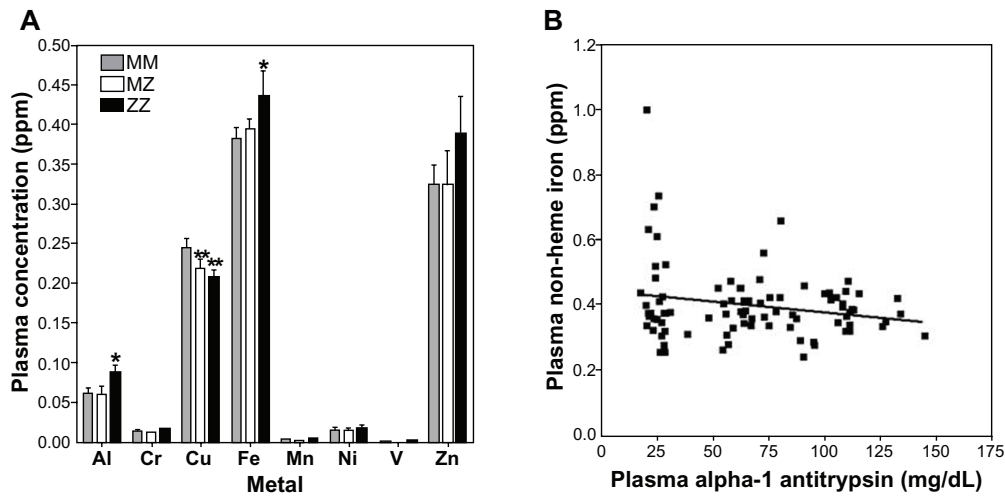 A
Plasma concentration (ppm)
0.50
0.45
0.40
0.35
0.30
0.25
0.20
0.15
0.10
0.05
0.00
MM
MZ
ZZ
*
**
**
*
Al Cr Cu Fe Mn Ni V Zn
Metal
B
Plasma non-heme iron (ppm)
1.2
1.0
0.8
0.6
0.4
0.2
0.0
0 25 50 75 100 125 150 175
Plasma alpha-1 antitrypsin (mg/dL)